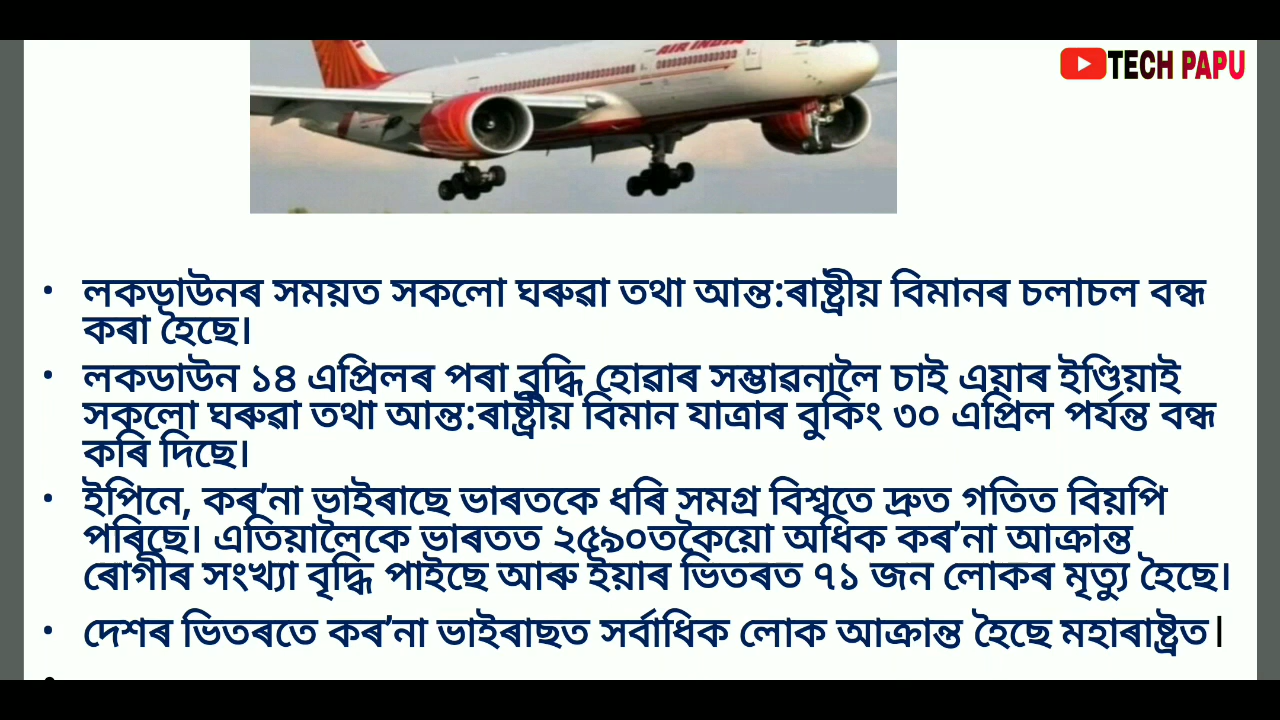 AIR INDIA
TECH PAPU
• লকডাউনৰ সময়ত সকলো ঘৰুৱা তথা আন্ত:ৰাষ্ট্ৰীয় বিমানৰ চলাচল বন্ধ
কৰা হৈছে।
• লকডাউন ১৪ এপ্ৰিলৰ পৰা বৃদ্ধি হোৱাৰ সম্ভাৱনালৈ চাই এয়াৰ ইণ্ডিয়াই
সকলো ঘৰুৱা তথা আন্ত:ৰাষ্ট্ৰীয় বিমান যাত্ৰাৰ বুকিং ৩০ এপ্ৰিল পৰ্যন্ত বন্ধ
কৰি দিছে।
• ইপিনে, কৰ’না ভাইৰাছে ভাৰতকে ধৰি সমগ্ৰ বিশ্বতে দ্ৰুত গতিত বিয়পি
পৰিছে। এতিয়ালৈকে ভাৰতত ২৫৯০তকৈয়ো অধিক কৰ’না আক্ৰান্ত
ৰোগীৰ সংখ্যা বৃদ্ধি পাইছে আৰু ইয়াৰ ভিতৰত ৭১ জন লোকৰ মৃত্যু হৈছে।
• দেশৰ ভিতৰতে কৰ’না ভাইৰাছত সৰ্বাধিক লোক আক্ৰান্ত হৈছে মহাৰাষ্ট্ৰত।